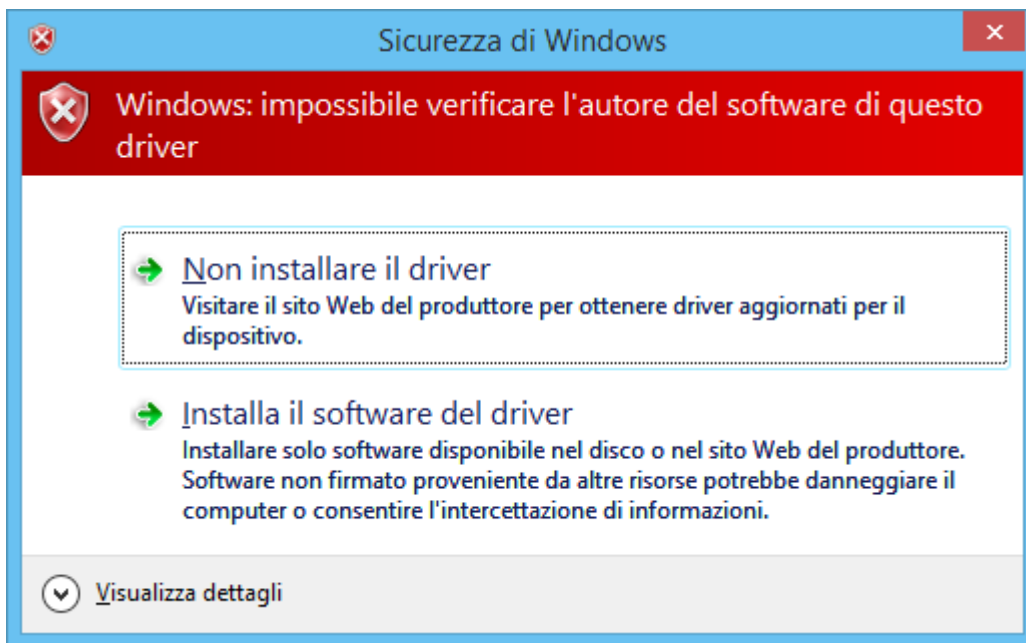 Sicurezza di Windows
Windows: impossibile verificare l'autore del software di questo
driver
Non installare il driver
Visitare il sito Web del produttore per ottenere driver aggiornati per il
dispositivo.
Installa il software del driver
Installare solo software disponibile nel disco o nel sito Web del produttore.
Software non firmato proveniente da altre risorse potrebbe danneggiare il
computer o consentire l'intercettazione di informazioni.
Visualizza dettagli